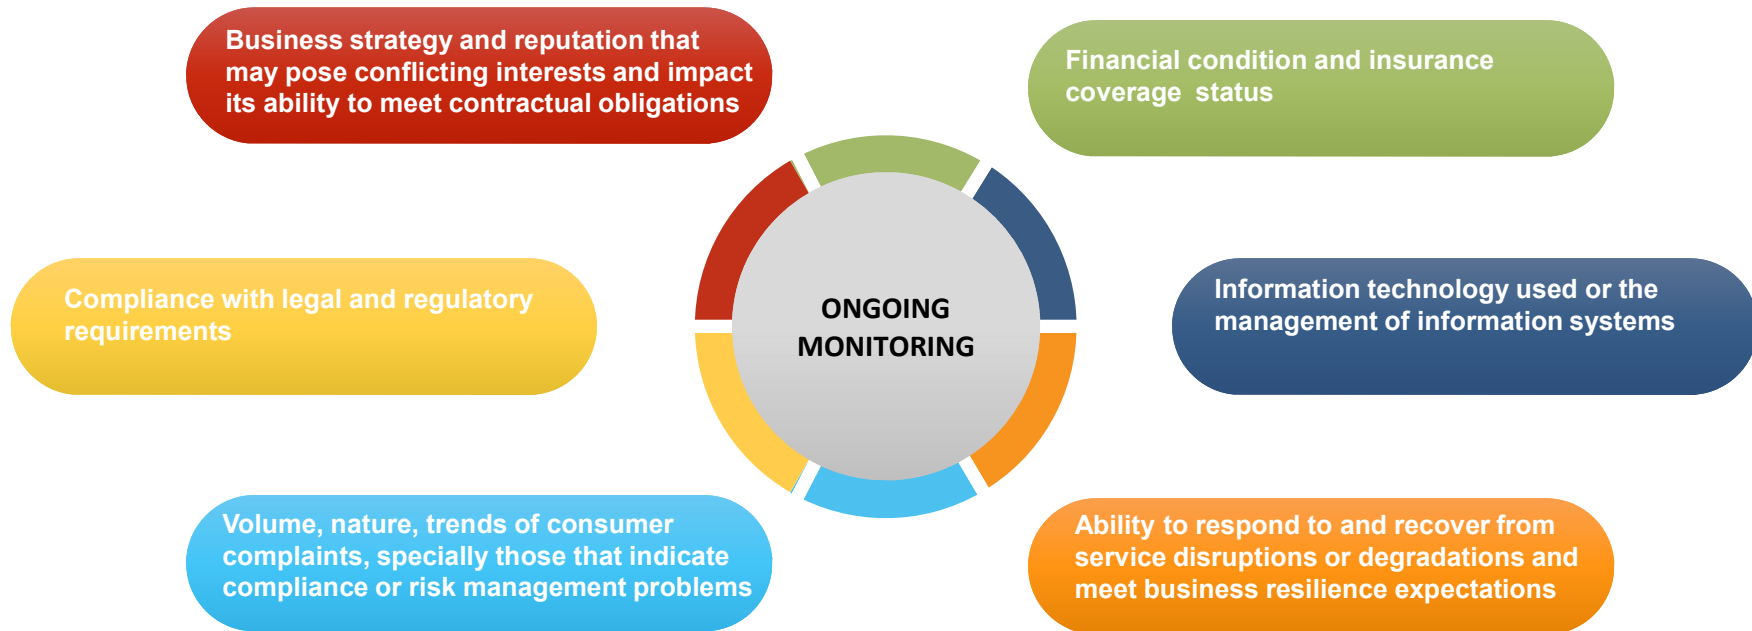 Business strategy and reputation that
may pose conflicting interests and impact
its ability to meet contractual obligations
Financial condition and insurance
coverage status
Compliance with legal and regulatory
requirements
ONGOING
MONITORING
Information technology used or the
management of information systems
Volume, nature, trends of consumer
complaints, specially those that indicate
compliance or risk management problems
Ability to respond to and recover from
service disruptions or degradations and
meet business resilience expectations